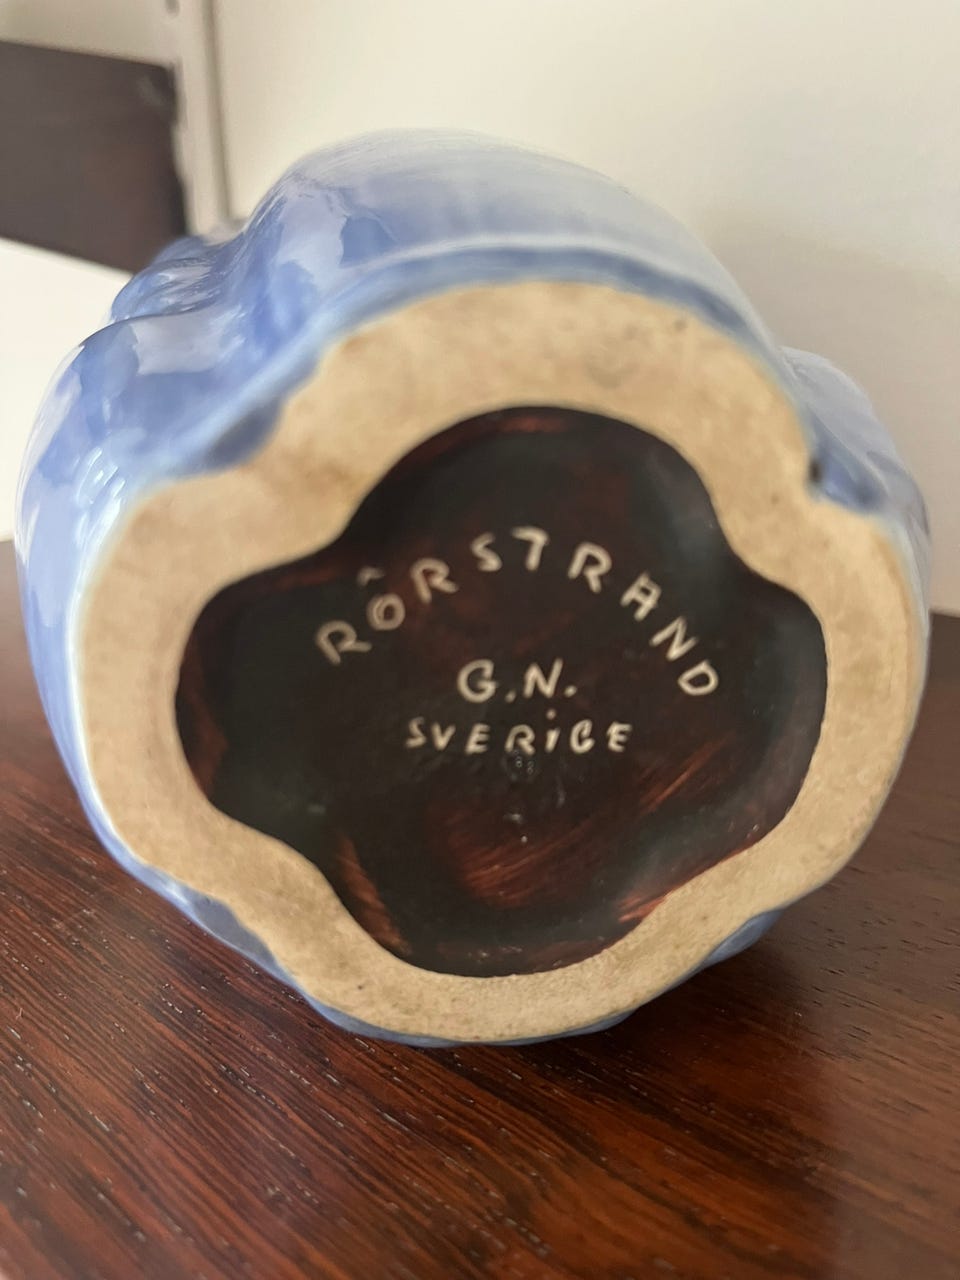 RÖRSTRAND
G.N.
SVERIGE